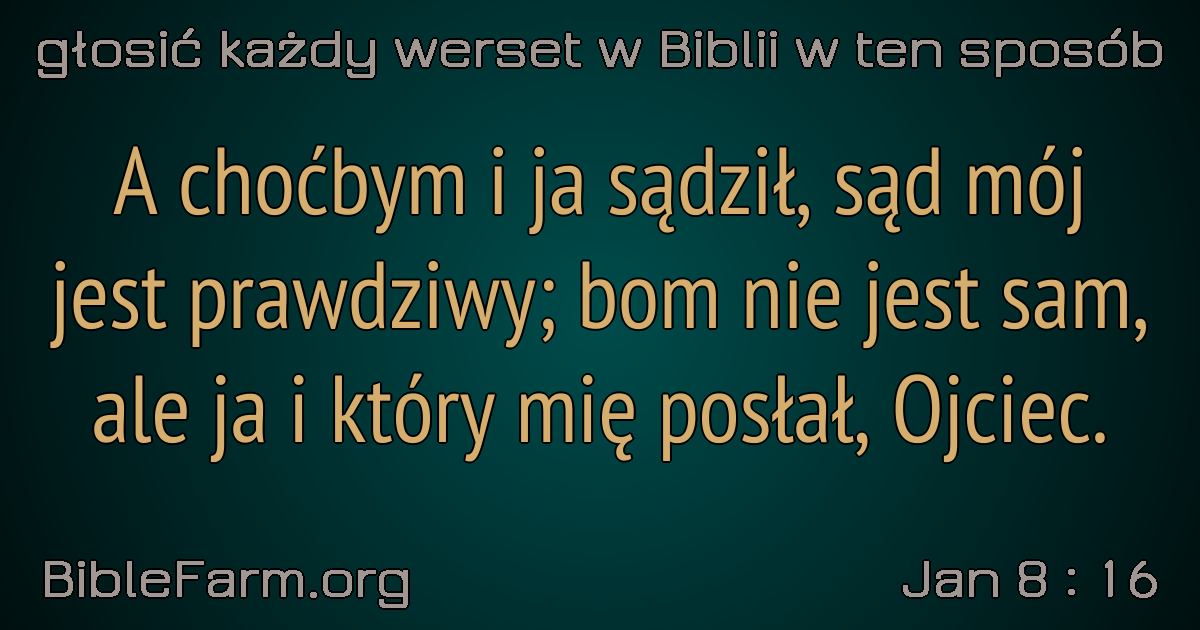 głosić każdy werset w Biblii w ten sposób
A choćbym i ja sądził, sąd mój
jest prawdziwy; bom nie jest sam,
ale ja i który mię posłał, Ojciec.
BibleFarm.org
Jan 8 : 16